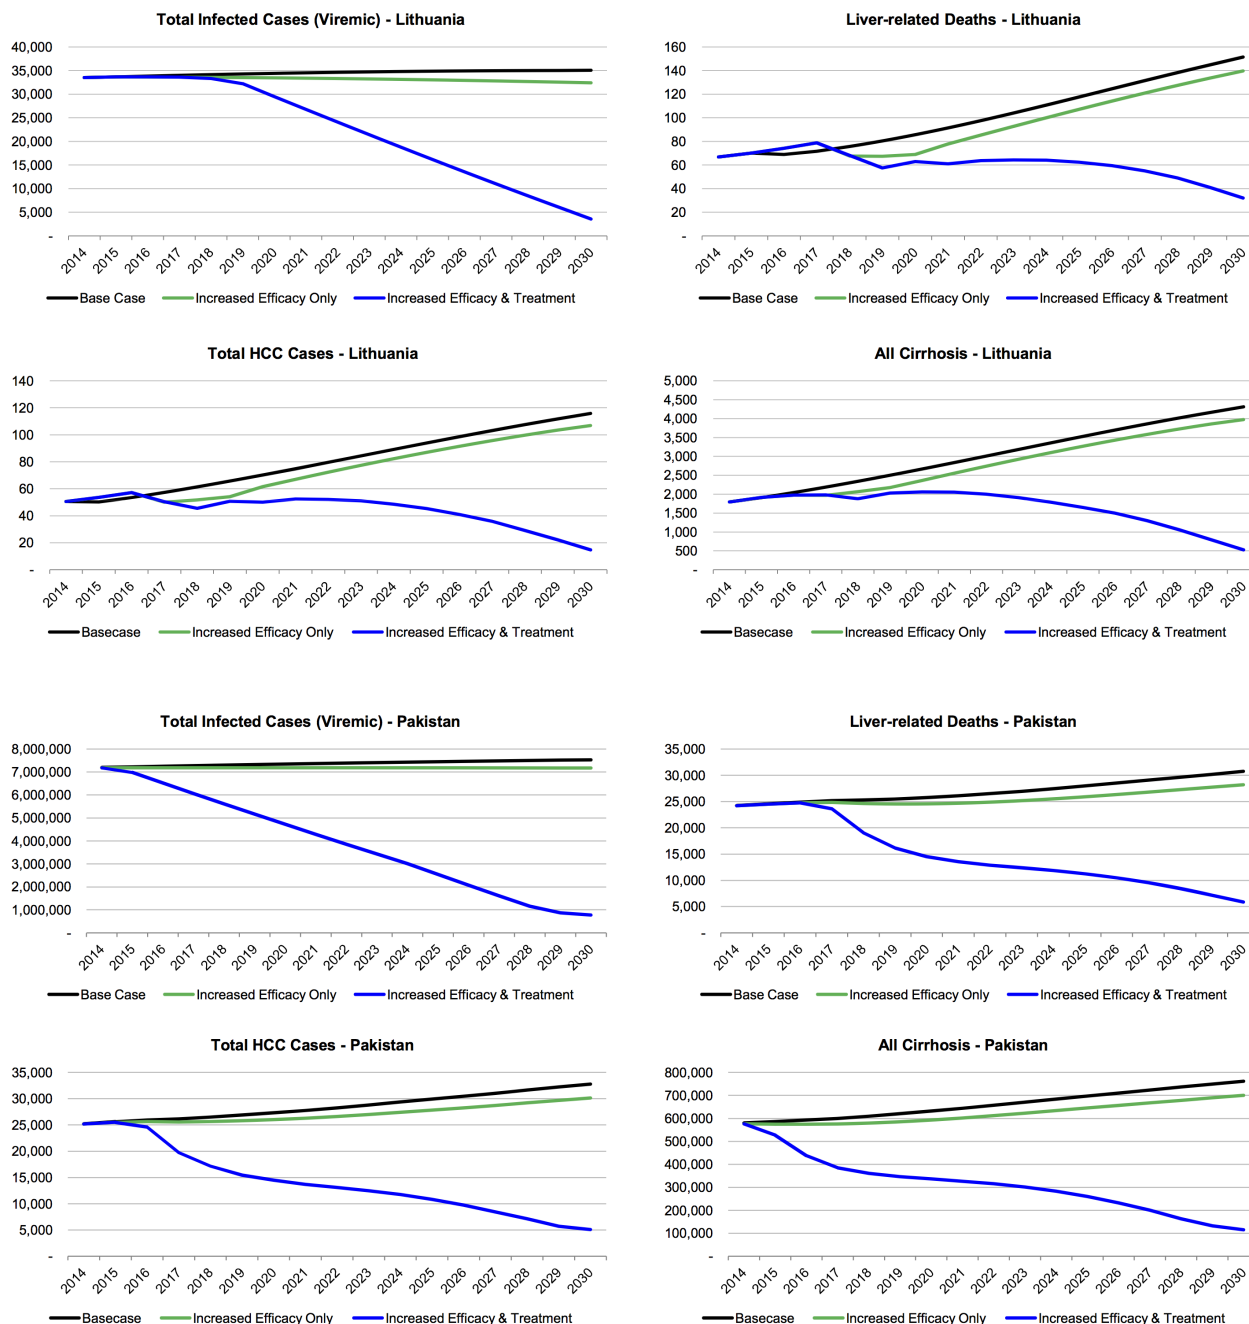 Total Infected Cases (Viremic) - Lithuania
40,000
35,000
30,000
25,000
20,000
15,000
10,000
5,000
-
2014 2015 2016 2017 2018 2019 2020 2021 2022 2023 2024 2025 2026 2027 2028 2029 2030
Base Case Increased Efficacy Only Increased Efficacy & Treatment
Liver-related Deaths - Lithuania
160
140
120
100
80
60
40
20
-
2014 2015 2016 2017 2018 2019 2020 2021 2022 2023 2024 2025 2026 2027 2028 2029 2030
Base Case Increased Efficacy Only Increased Efficacy & Treatment
Total HCC Cases - Lithuania
140
120
100
80
60
40
20
-
2014 2015 2016 2017 2018 2019 2020 2021 2022 2023 2024 2025 2026 2027 2028 2029 2030
Basecase Increased Efficacy Only Increased Efficacy & Treatment
All Cirrhosis - Lithuania
5,000
4,500
4,000
3,500
3,000
2,500
2,000
1,500
1,000
500
-
2014 2015 2016 2017 2018 2019 2020 2021 2022 2023 2024 2025 2026 2027 2028 2029 2030
Basecase Increased Efficacy Only Increased Efficacy & Treatment
Total Infected Cases (Viremic) - Pakistan
8,000,000
7,000,000
6,000,000
5,000,000
4,000,000
3,000,000
2,000,000
1,000,000
-
2014 2015 2016 2017 2018 2019 2020 2021 2022 2023 2024 2025 2026 2027 2028 2029 2030
Base Case Increased Efficacy Only Increased Efficacy & Treatment
Liver-related Deaths - Pakistan
35,000
30,000
25,000
20,000
15,000
10,000
5,000
-
2014 2015 2016 2017 2018 2019 2020 2021 2022 2023 2024 2025 2026 2027 2028 2029 2030
Base Case Increased Efficacy Only Increased Efficacy & Treatment
Total HCC Cases - Pakistan
35,000
30,000
25,000
20,000
15,000
10,000
5,000
-
2014 2015 2016 2017 2018 2019 2020 2021 2022 2023 2024 2025 2026 2027 2028 2029 2030
Basecase Increased Efficacy Only Increased Efficacy & Treatment
All Cirrhosis - Pakistan
800,000
700,000
600,000
500,000
400,000
300,000
200,000
100,000
-
2014 2015 2016 2017 2018 2019 2020 2021 2022 2023 2024 2025 2026 2027 2028 2029 2030
Basecase Increased Efficacy Only Increased Efficacy & Treatment